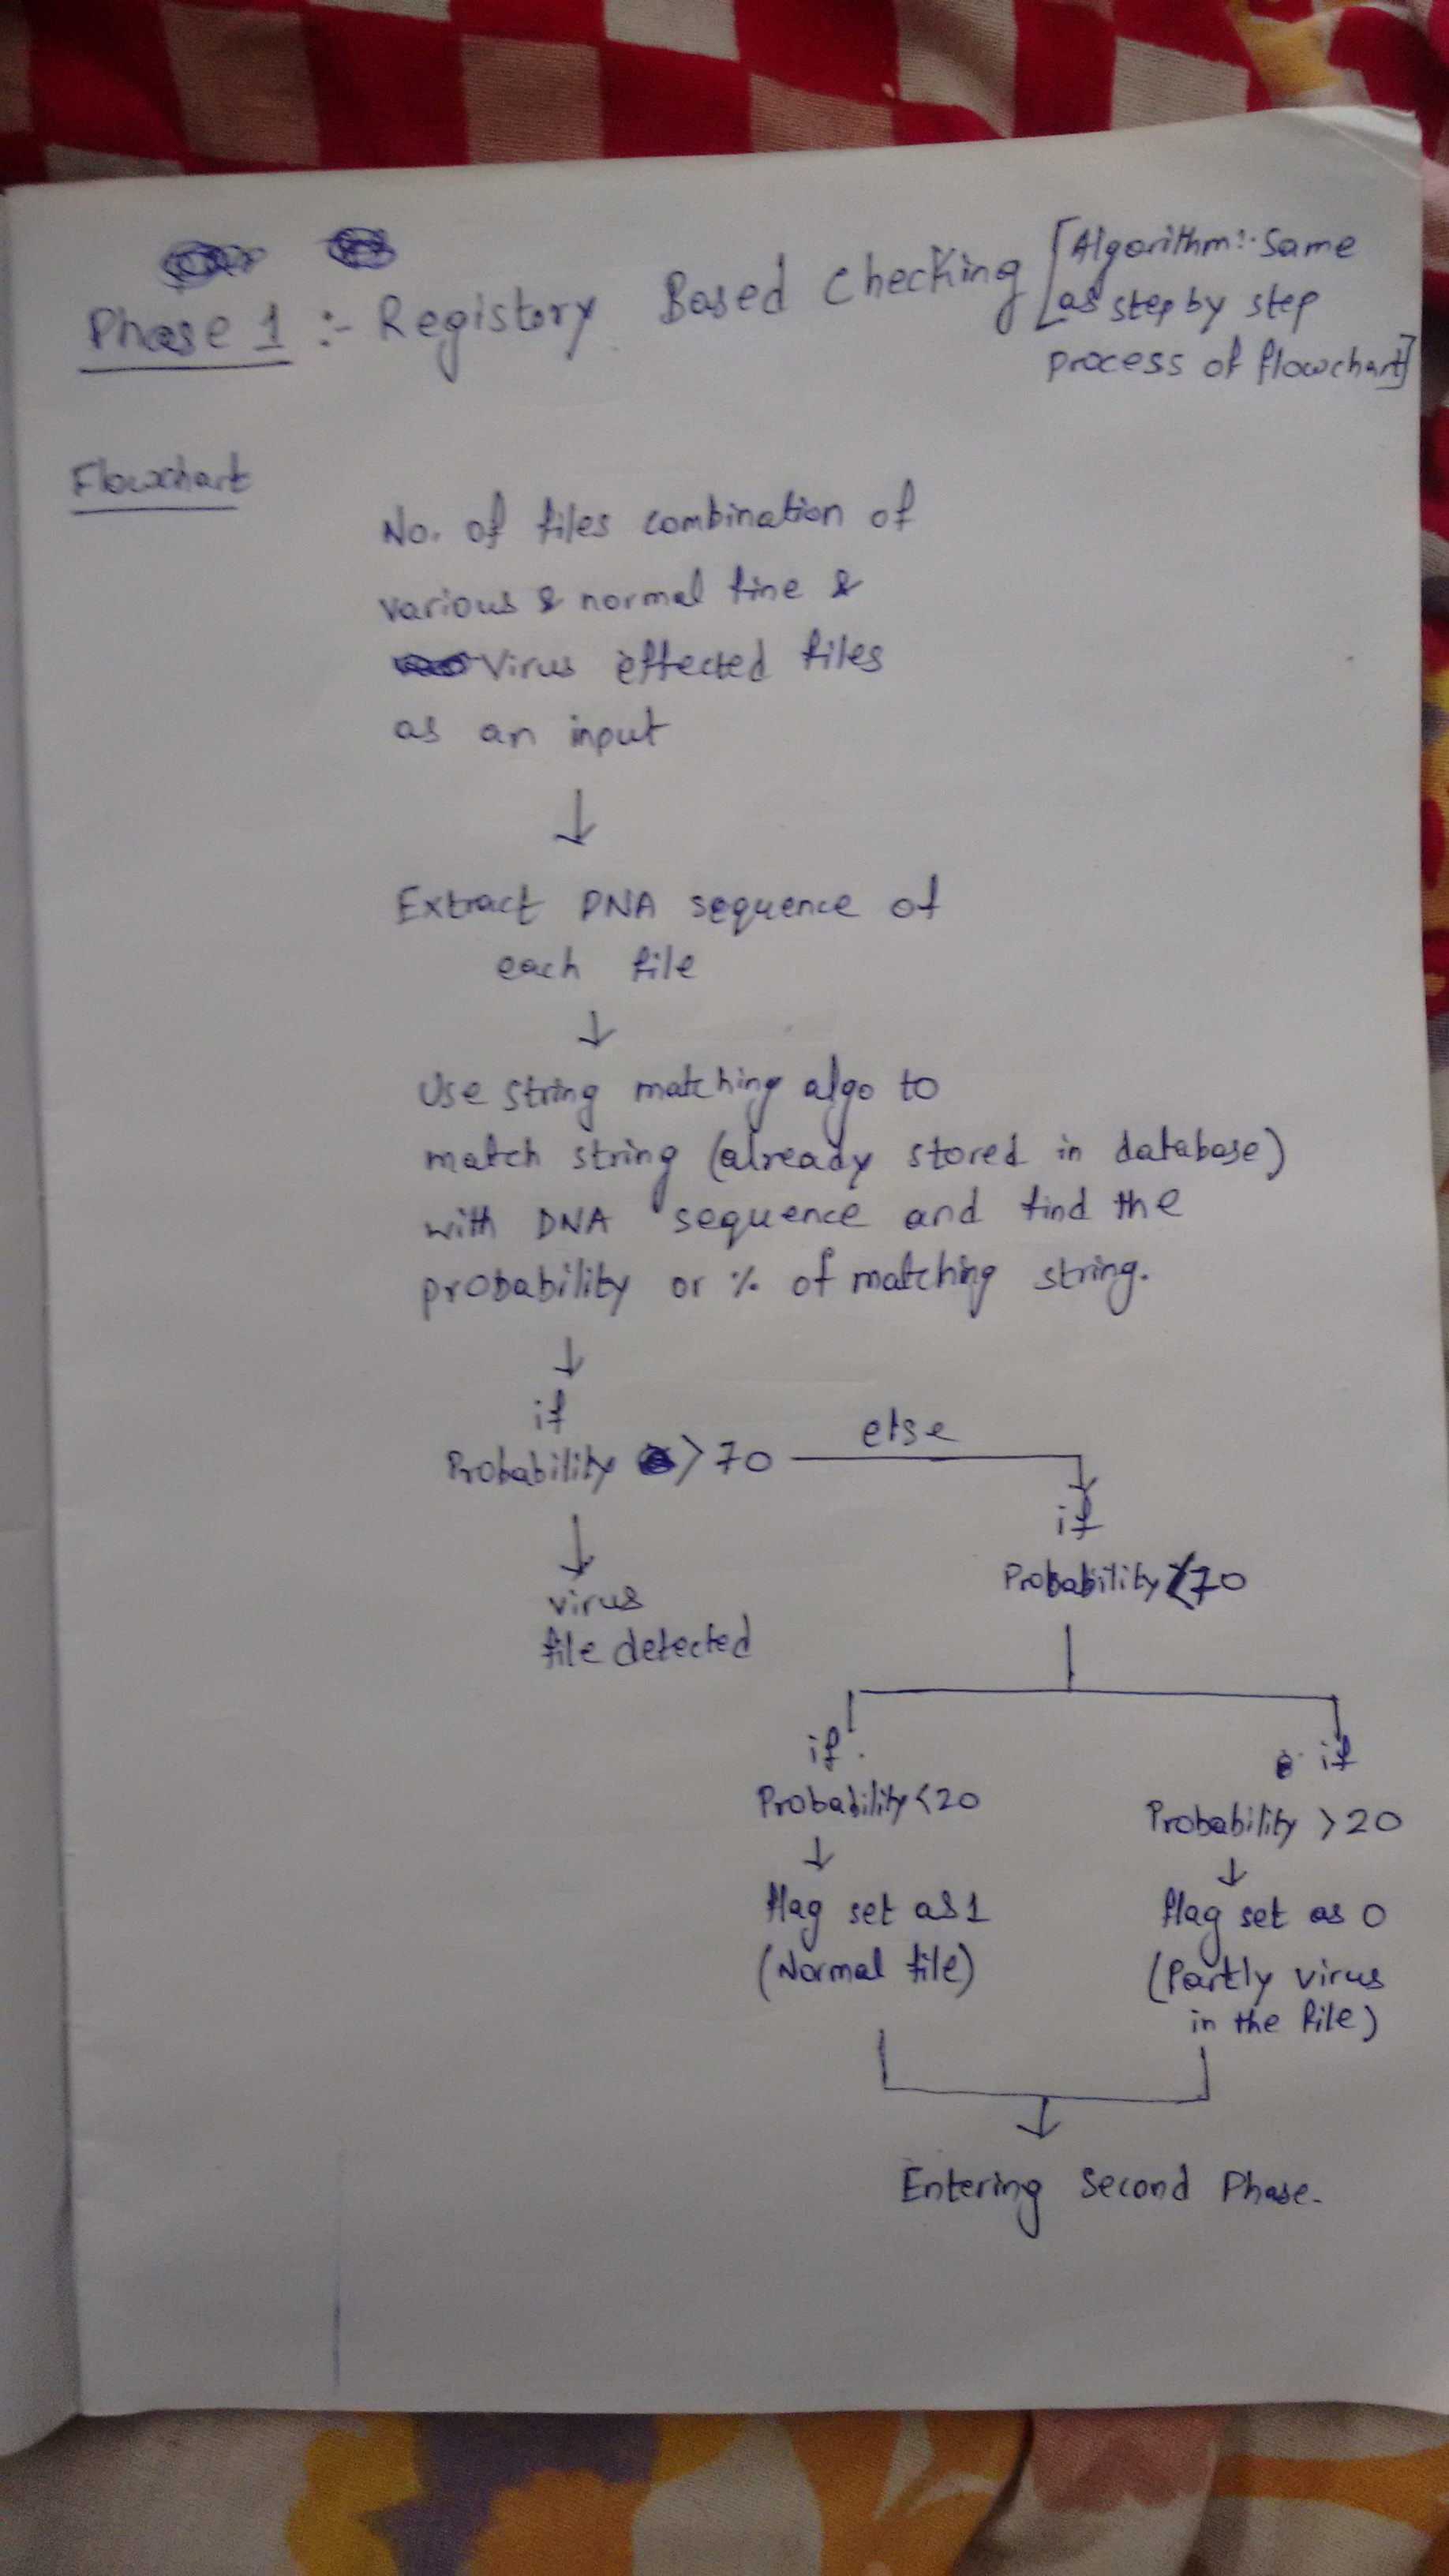 Phase 1 :- Registory Based Checking
[Algorithm:- Same
as step by step
process of flowchart]
Flowchart
No. of files combination of
various & normal fine &
Virus effected files
as an input
↓
Extract DNA sequence of
each file
↓
Use string matching algo to
match string (already stored in database)
with DNA sequence and find the
probability or % of matching string.
↓
if
Probability > 70
else
↓
virus
file detected
if
Probability < 70
if
Probability < 20
↓
flag set as 1
(Normal file)
if
Probability > 20
↓
flag set as 0
(Partly virus
in the file)
↓
Entering Second Phase.